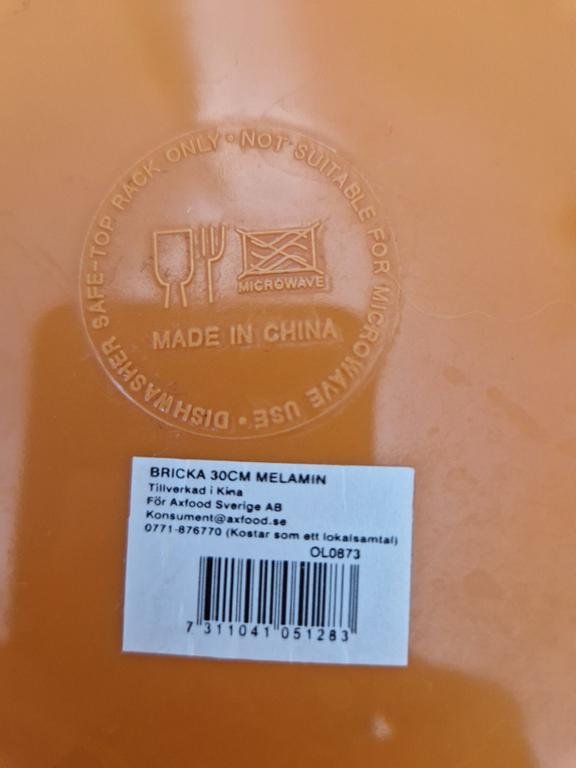 DISHWASHER SAFE-TOP RACK ONLY • NOT SUITABLE FOR MICROWAVE USE •
MICROWAVE
MADE IN CHINA
BRICKA 30CM MELAMIN
Tillverkad i Kina
För Axfood Sverige AB
Konsument@axfood.se
0771-876770 (Kostar som ett lokalsamtal)
OL0873
7 311041 051283